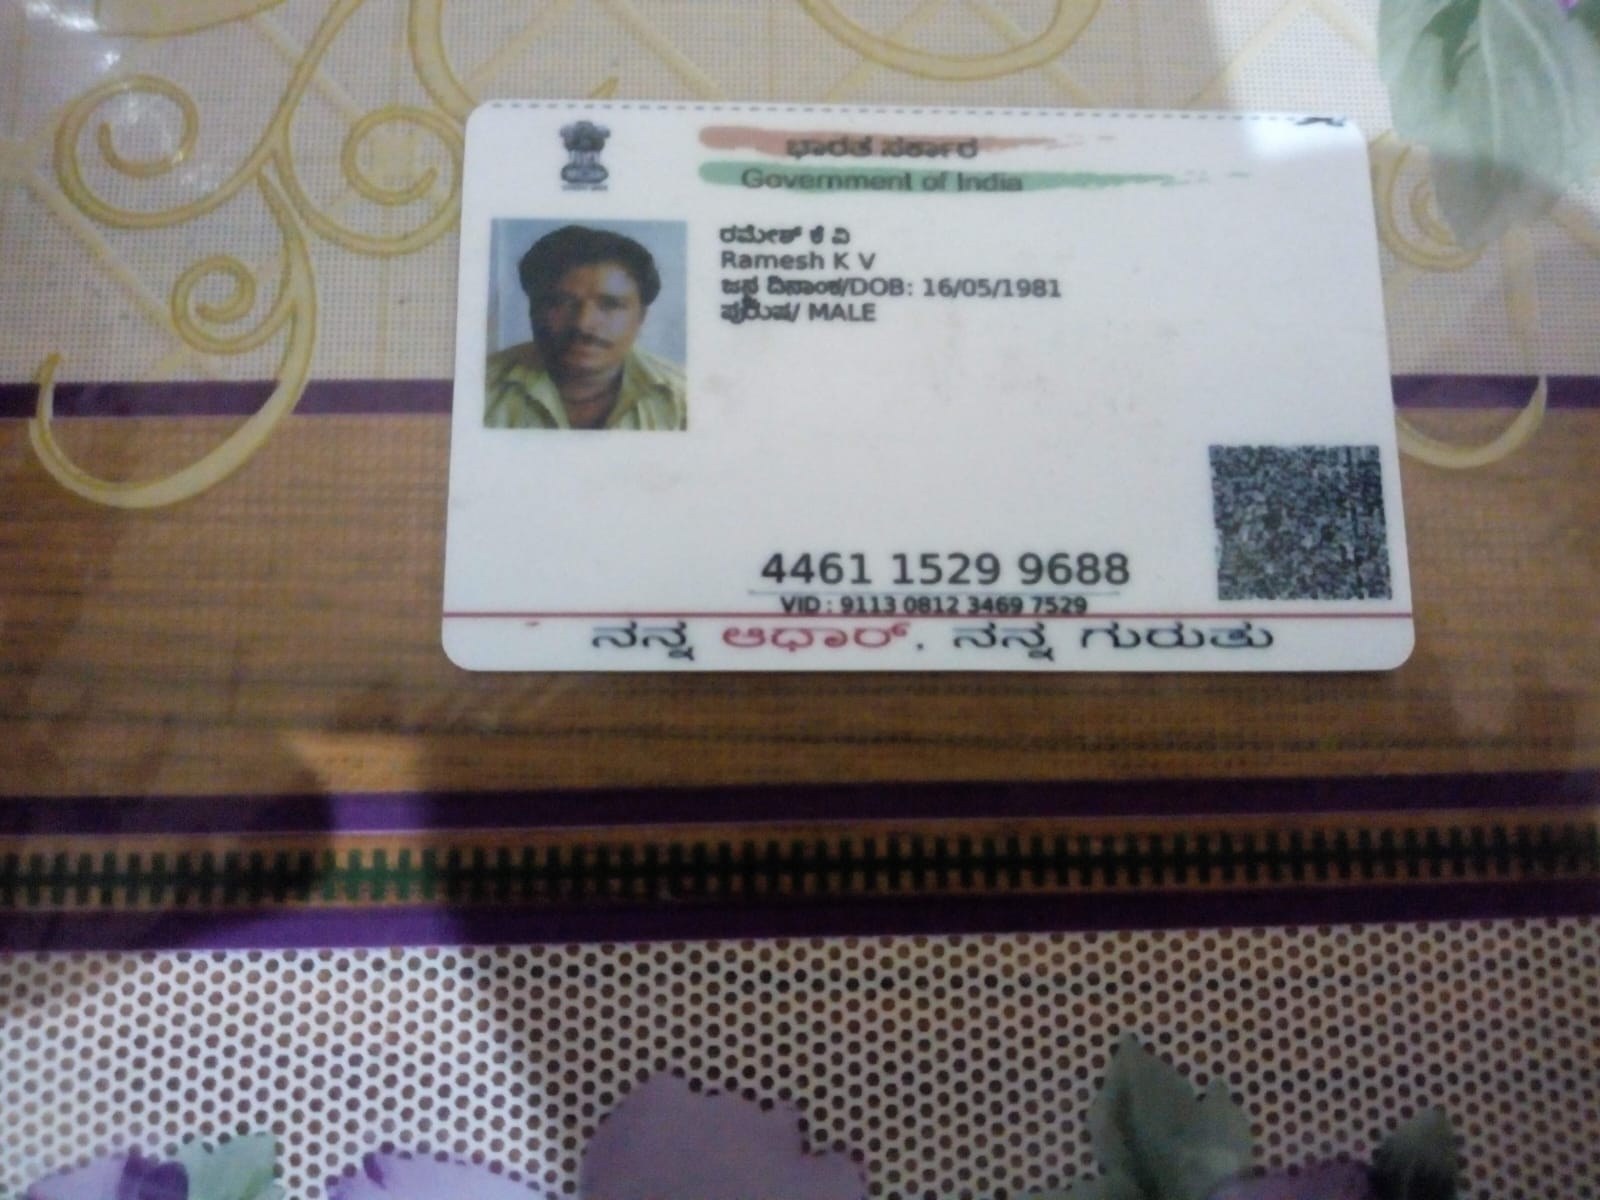 ಭಾರತ ಸರ್ಕಾರ
Government of India
ರಮೇಶ್ ಕೆ ವಿ
Ramesh K V
ಜನ್ಮ ದಿನಾಂಕ/DOB: 16/05/1981
ಪುರುಷ/ MALE
4461 1529 9688
VID : 9113 0812 3469 7529
ನನ್ನ ಆಧಾರ್, ನನ್ನ ಗುರುತು